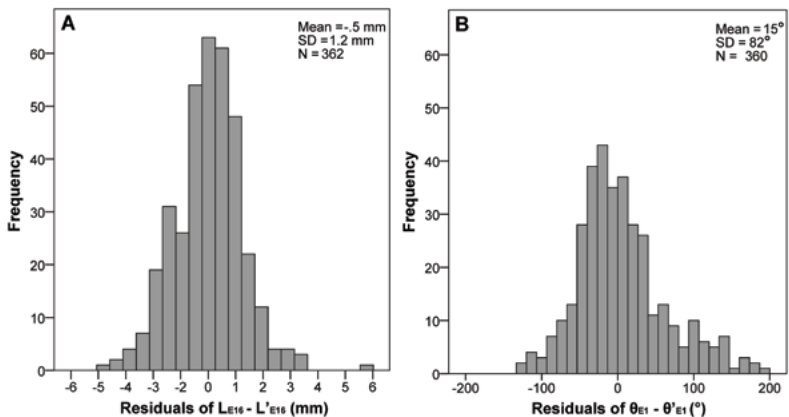 A
Mean =-.5 mm
SD =1.2 mm
N = 362
Frequency
60
50
40
30
20
10
0
-6 -5 -4 -3 -2 -1 0 1 2 3 4 5 6
Residuals of LE16 - L'E16 (mm)
B
Mean = 15°
SD = 82°
N = 360
Frequency
60
50
40
30
20
10
0
-200 -100 0 100 200
Residuals of θE1 - θ'E1 (°)